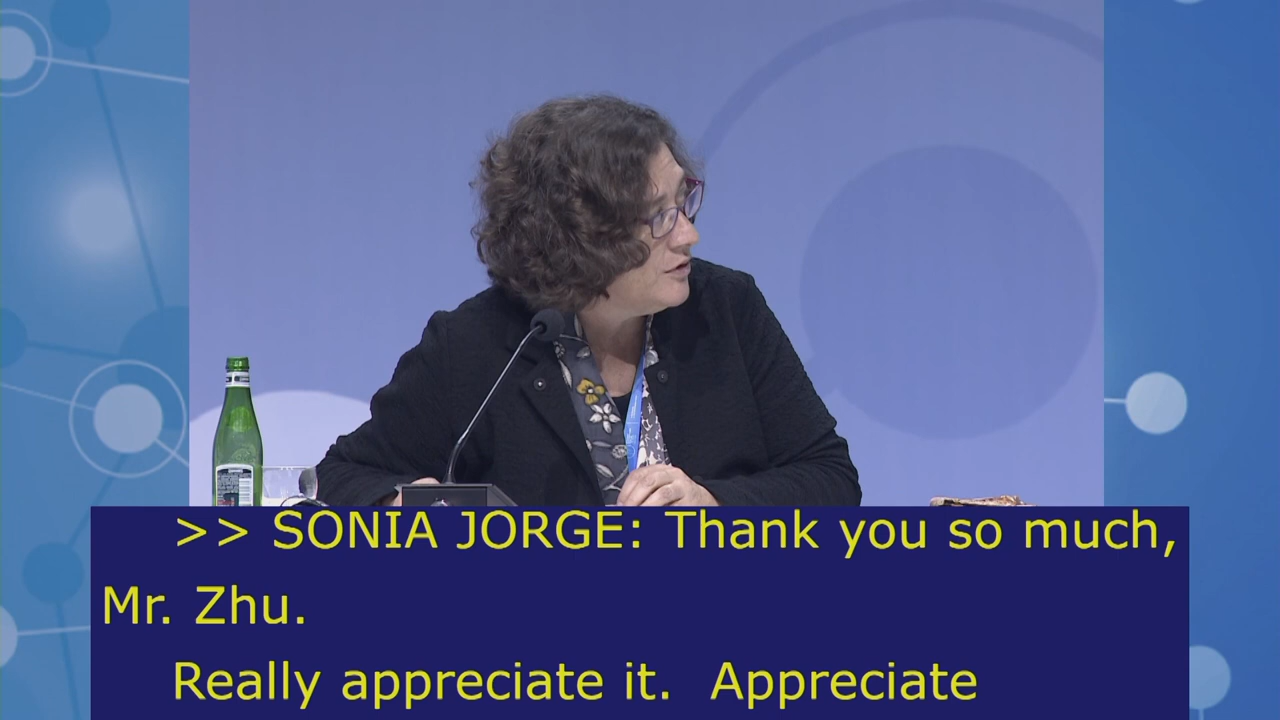 >> SONIA JORGE: Thank you so much,
Mr. Zhu.
Really appreciate it. Appreciate